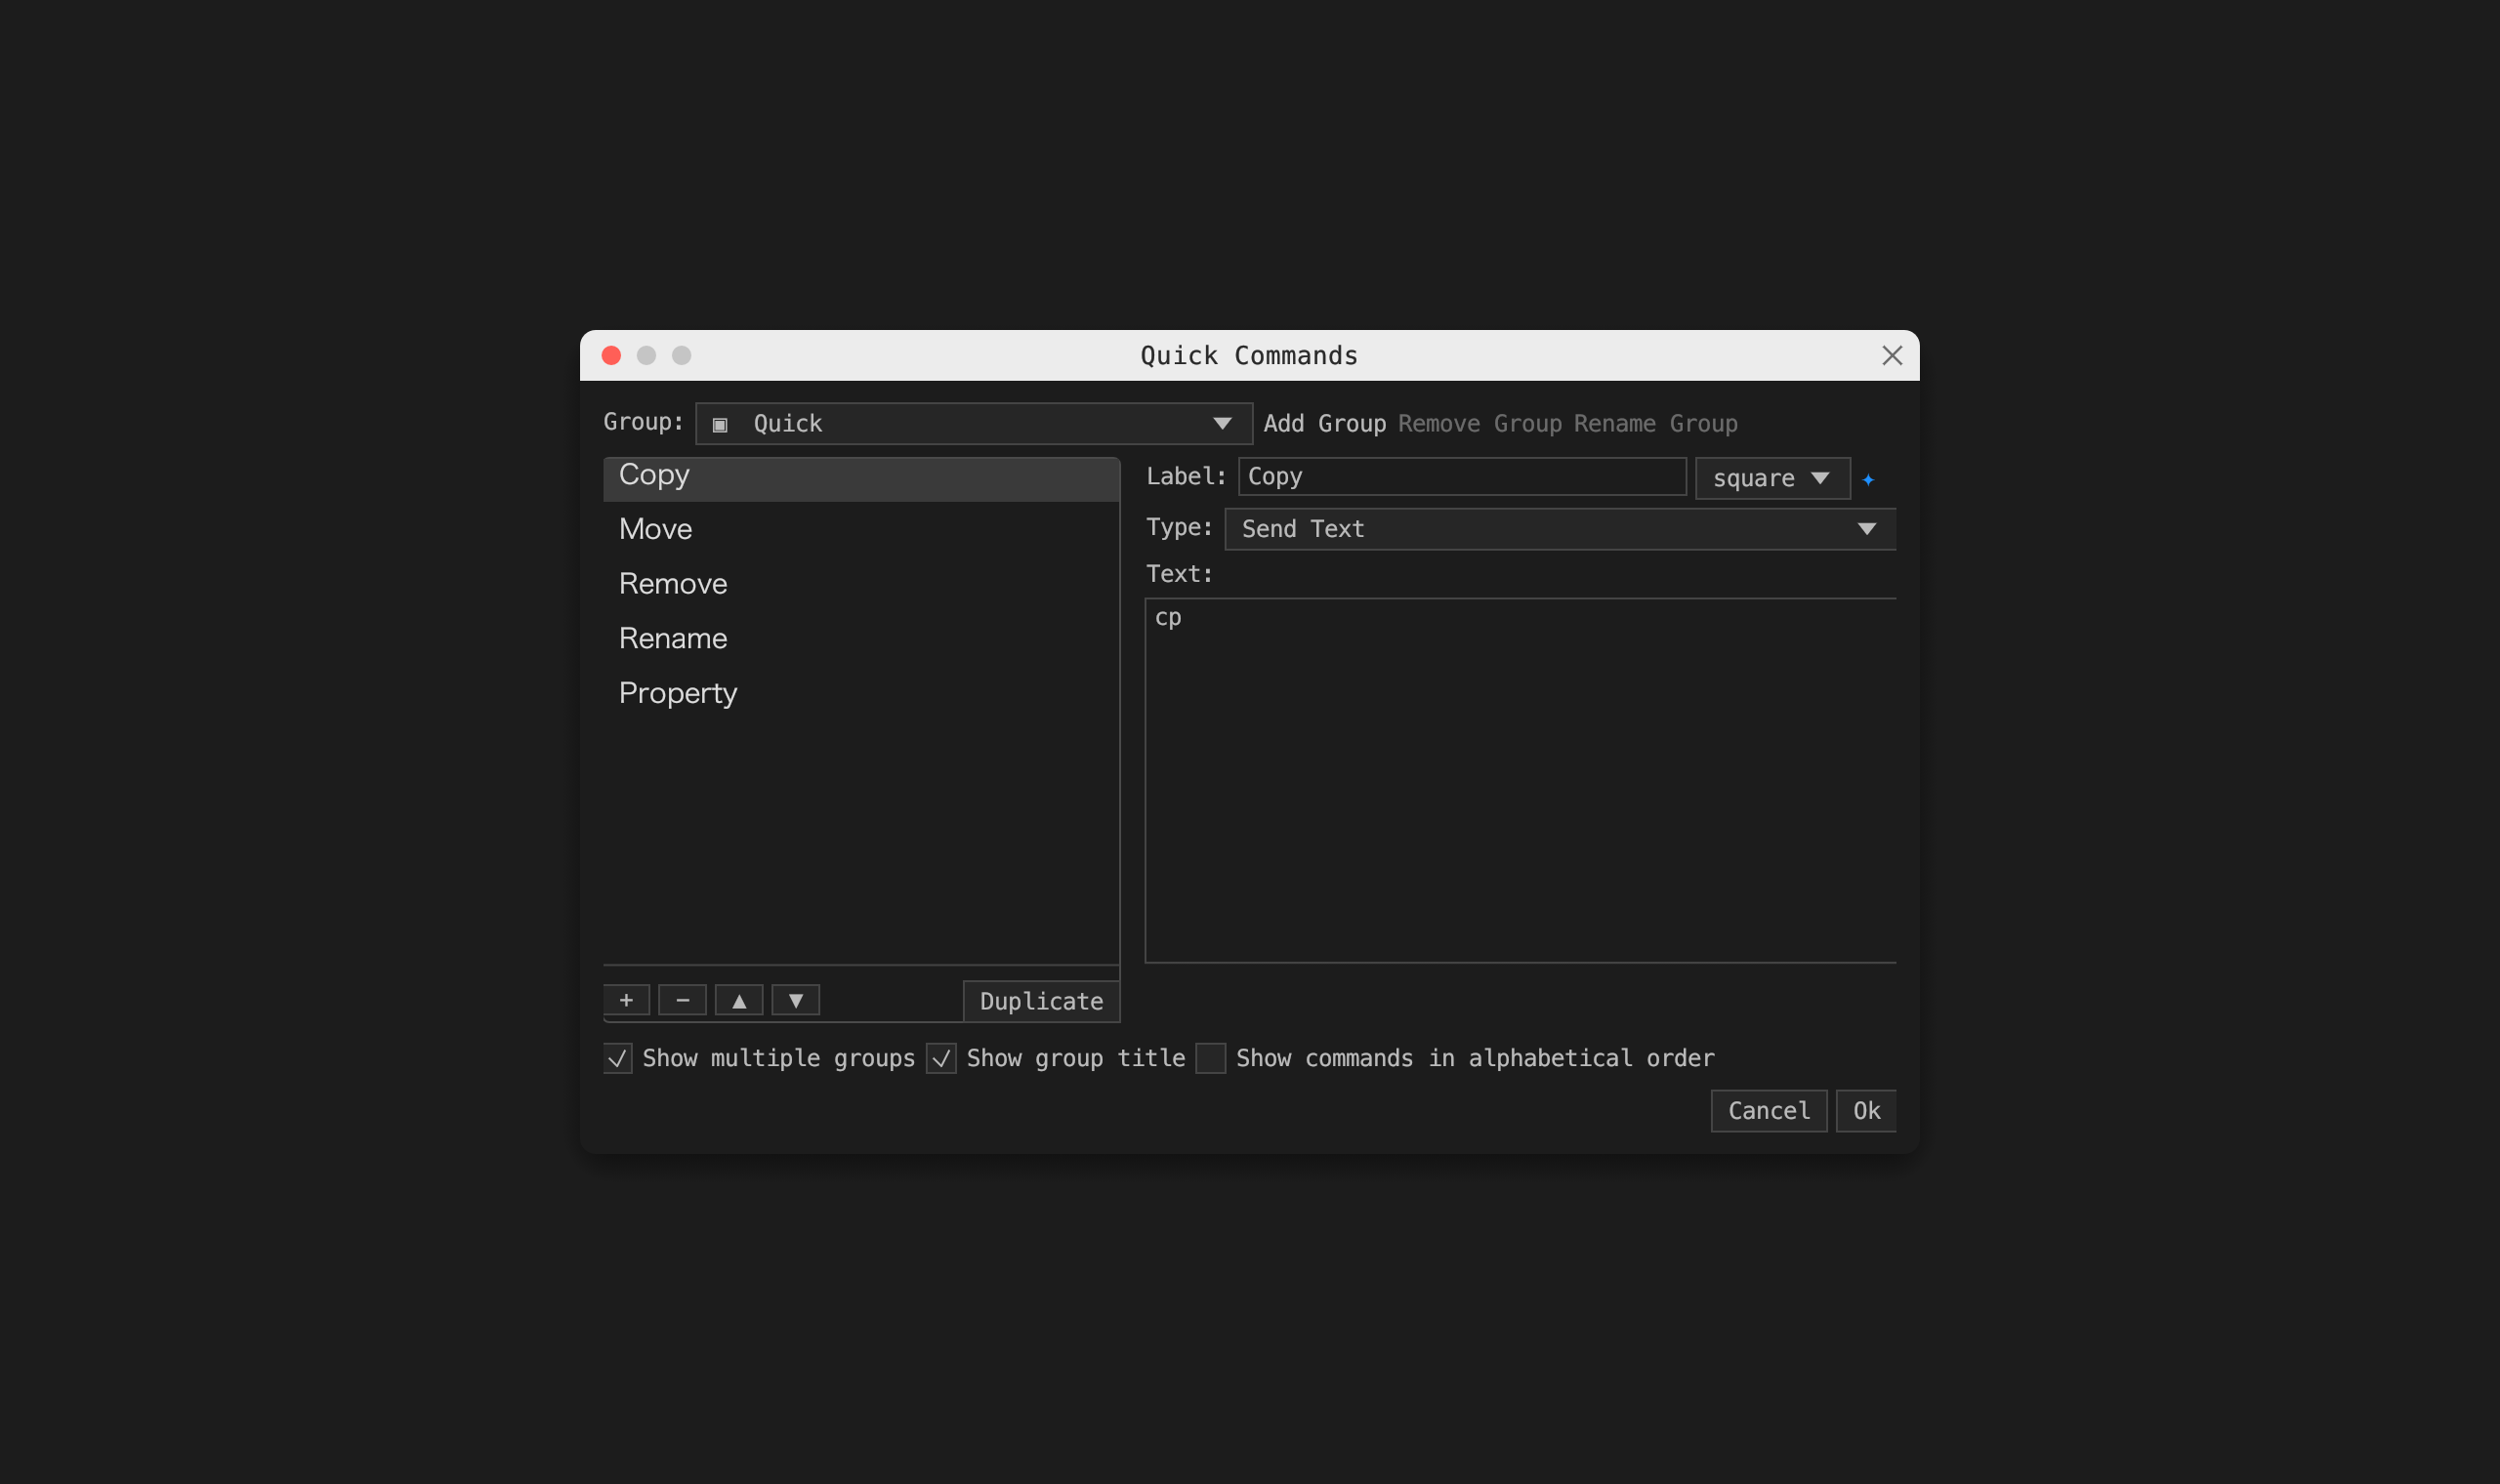 Quick Commands
Group: Quick Add Group Remove Group Rename Group
Copy
Move
Remove
Rename
Property
Label: Copy square
Type: Send Text
Text:
cp
+ − ▲ ▼ Duplicate
Show multiple groups Show group title Show commands in alphabetical order
Cancel Ok